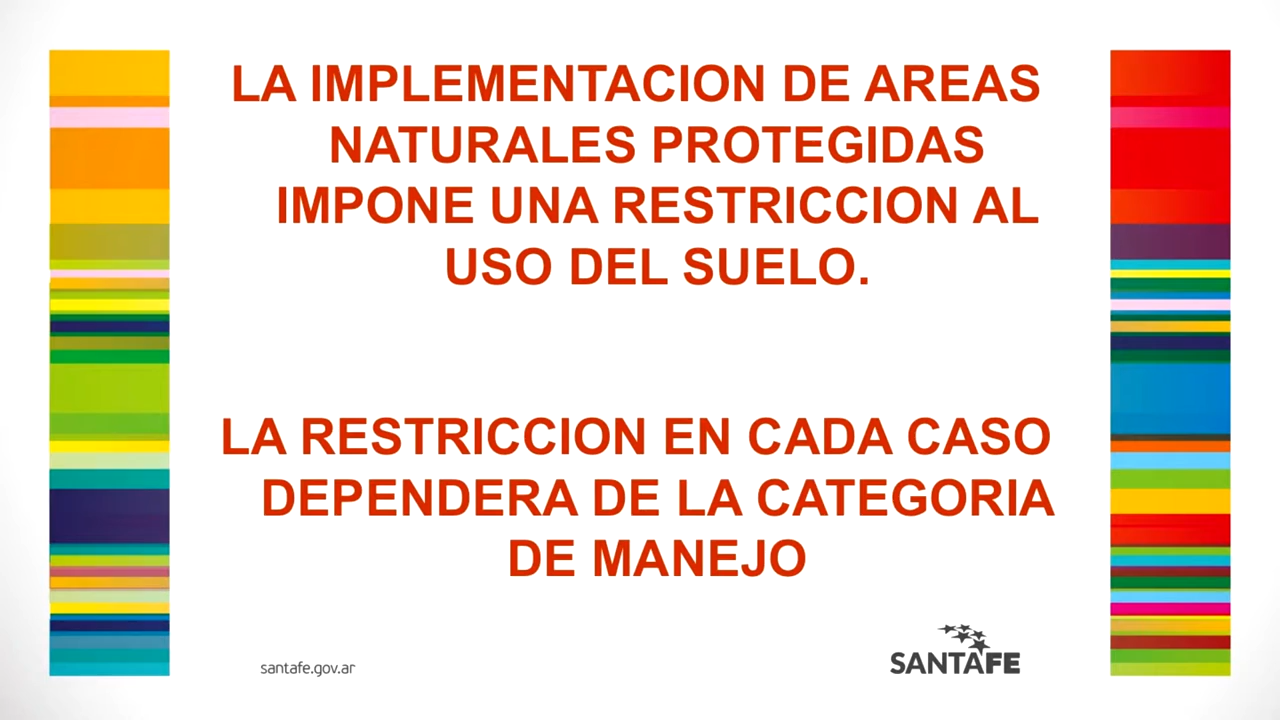 LA IMPLEMENTACION DE AREAS
NATURALES PROTEGIDAS
IMPONE UNA RESTRICCION AL
USO DEL SUELO.
LA RESTRICCION EN CADA CASO
DEPENDERA DE LA CATEGORIA
DE MANEJO
santafe.gov.ar
SANTAFE